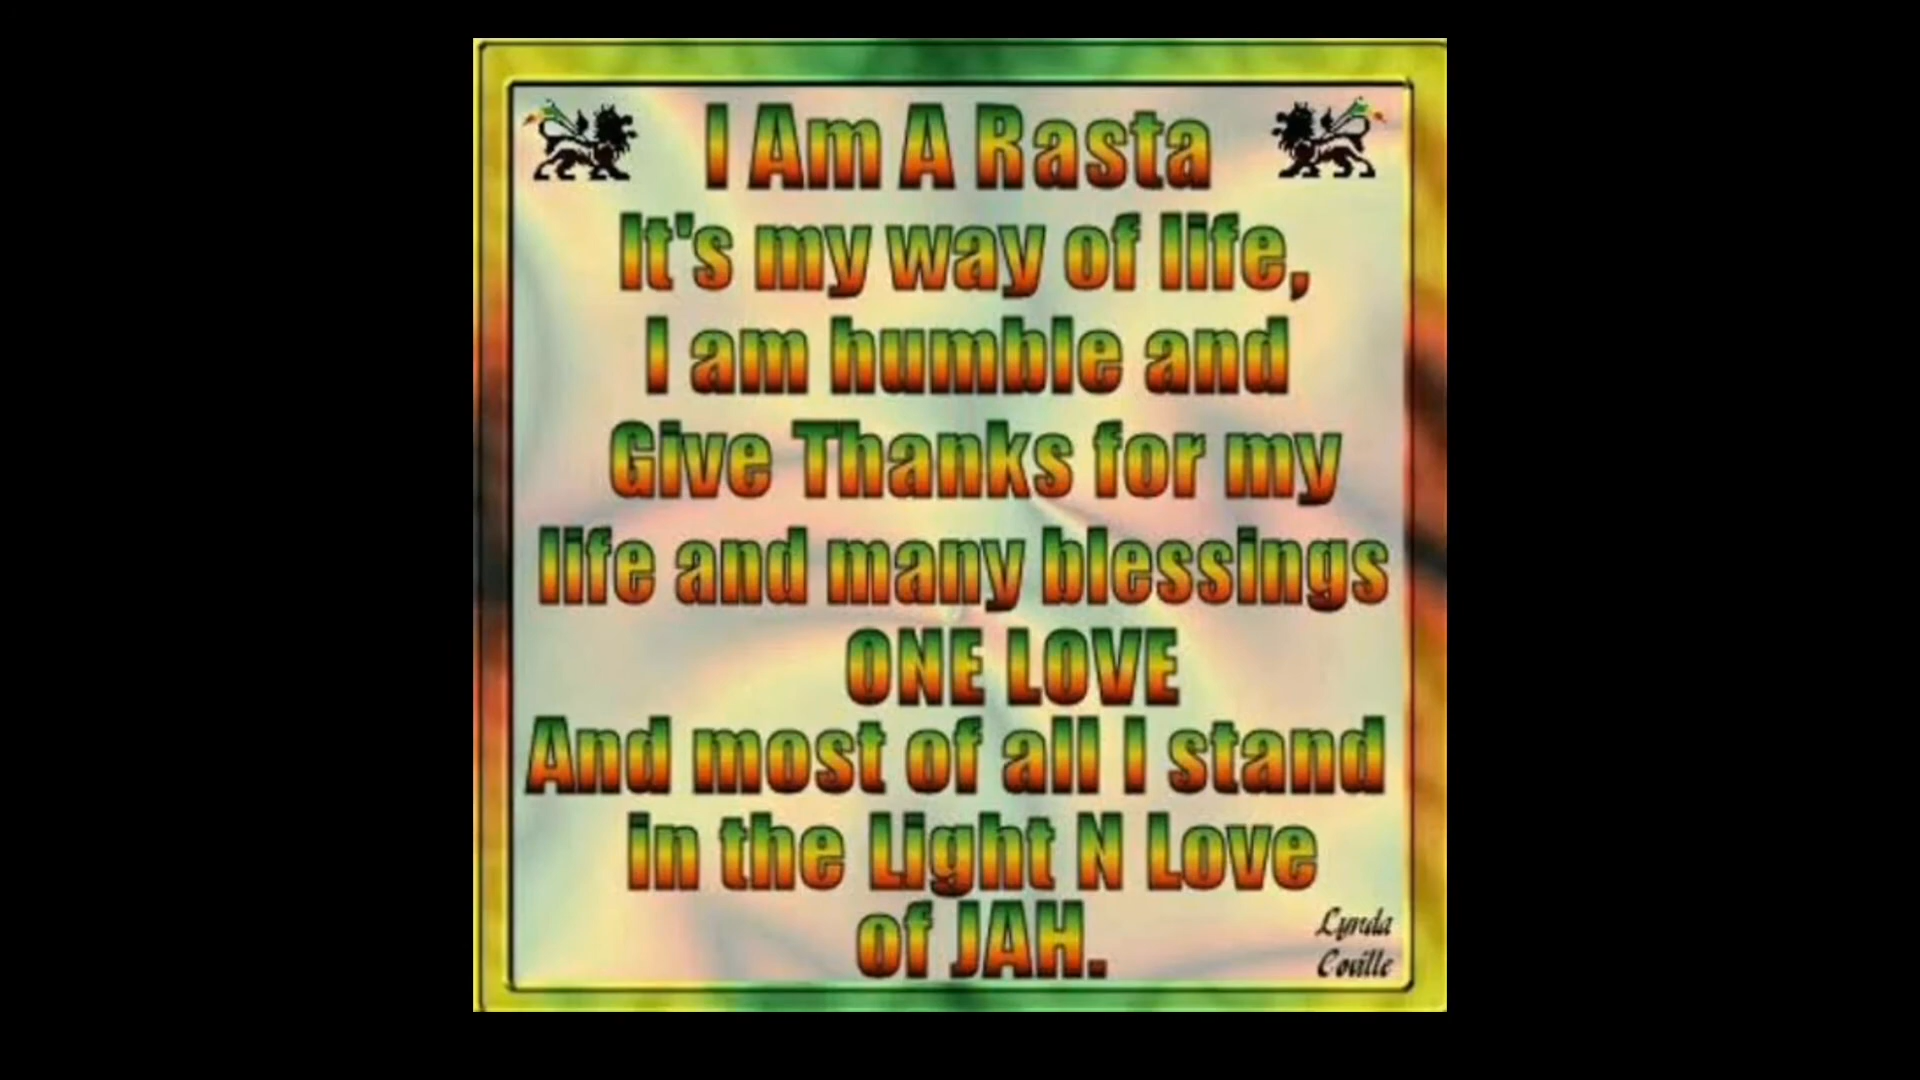 I Am A Rasta
It's my way of life,
I am humble and
Give Thanks for my
life and many blessings
ONE LOVE
And most of all I stand
in the Light N Love
of JAH.
Lynda
Coville